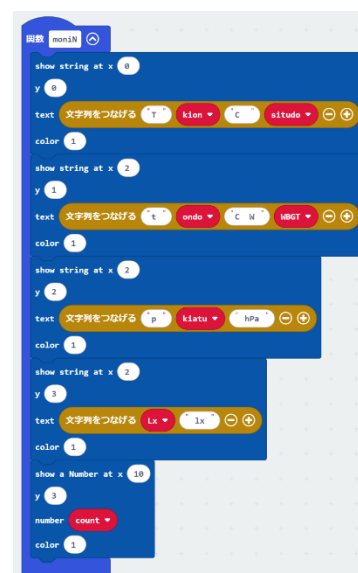 関数 moniN
show string at x 0
y 0
text 文字列をつなげる "T " kion "C " situdo
color 1
show string at x 2
y 1
text 文字列をつなげる "t " ondo "C W " WBGT
color 1
show string at x 2
y 2
text 文字列をつなげる "p " kiatu " hPa"
color 1
show string at x 2
y 3
text 文字列をつなげる Lx " lx"
color 1
show a Number at x 10
y 3
number count
color 1